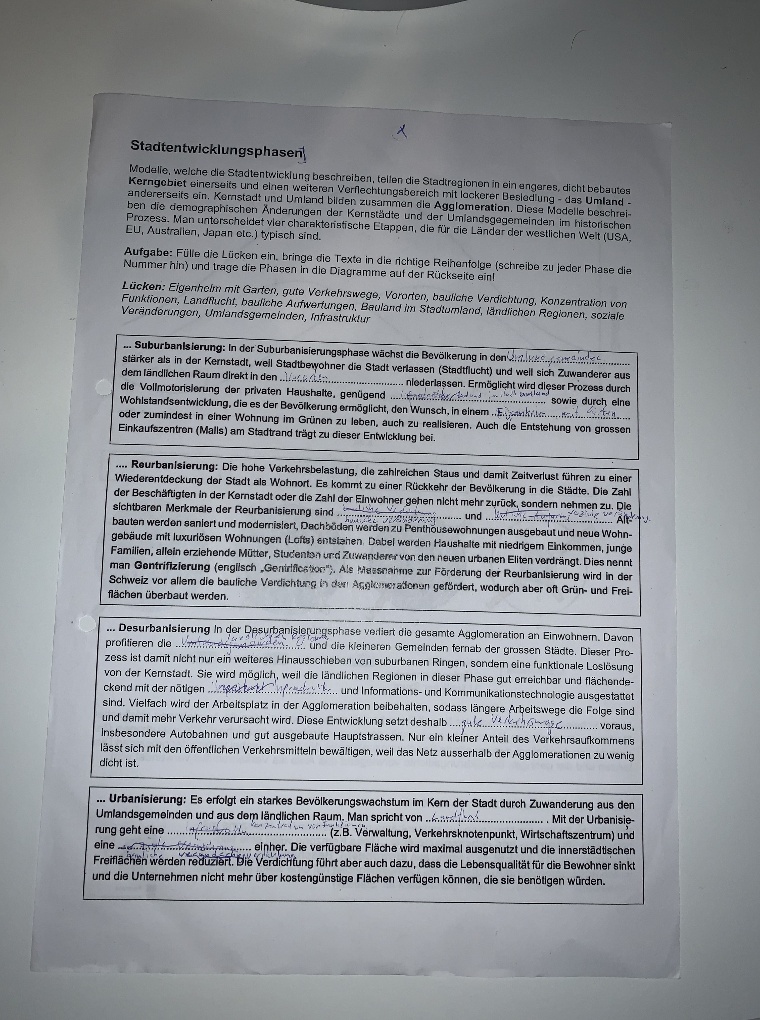 Stadtentwicklungsphasen
Modelle, welche die Stadtentwicklung beschreiben, teilen die Stadtregionen in ein engeres, dicht bebautes
Kerngebiet einerseits und einen weiteren Verflechtungsbereich mit lockerer Besiedlung - das Umland -
andererseits ein. Kernstadt und Umland bilden zusammen die Agglomeration. Diese Modelle beschrei-
ben die demographischen Änderungen der Kernstädte und der Umlandsgegemeinden im historischen
Prozess. Man unterscheidet vier charakteristische Etappen, die für die Länder der westlichen Welt (USA,
EU, Australien, Japan etc.) typisch sind.
Aufgabe: Fülle die Lücken ein, bringe die Texte in die richtige Reihenfolge (schreibe zu jeder Phase die
Nummer hin) und trage die Phasen in die Diagramme auf der Rückseite ein!
Lücken: Eigenheim mit Garten, gute Verkehrswege, Vororten, bauliche Verdichtung, Konzentration von
Funktionen, Landflucht, bauliche Aufwertungen, Bauland im Stadtumland, ländlichen Regionen, soziale
Veränderungen, Umlandsgemeinden, Infrastruktur
... Suburbanisierung: In der Suburbanisierungsphase wächst die Bevölkerung in den Umlandsgemeinden
stärker als in der Kernstadt, weil Stadtbewohner die Stadt verlassen (Stadtflucht) und weil sich Zuwanderer aus
dem ländlichen Raum direkt in den Vororten niederlassen. Ermöglicht wird dieser Prozess durch
die Vollmotorisierung der privaten Haushalte, genügend sowie durch eine
Wohlstandsentwicklung, die es der Bevölkerung ermöglicht, den Wunsch, in einem Eigenheim mit Garten
oder zumindest in einer Wohnung im Grünen zu leben, auch zu realisieren. Auch die Entstehung von grossen
Einkaufszentren (Malls) am Stadtrand trägt zu dieser Entwicklung bei.
.... Reurbanisierung: Die hohe Verkehrsbelastung, die zahlreichen Staus und damit Zeitverlust führen zu einer
Wiederentdeckung der Stadt als Wohnort. Es kommt zu einer Rückkehr der Bevölkerung in die Städte. Die Zahl
der Beschäftigten in der Kernstadt oder die Zahl der Einwohner gehen nicht mehr zurück, sondern nehmen zu. Die
sichtbaren Merkmale der Reurbanisierung sind und Alt-
bauten werden saniert und modernisiert, Dachböden werden zu Penthousewohnungen ausgebaut und neue Wohn-
gebäude mit luxuriösen Wohnungen (Lofts) entstehen. Dabei werden Haushalte mit niedrigem Einkommen, junge
Familien, allein erziehende Mütter, Studenten und Zuwanderer von den neuen urbanen Eliten verdrängt. Dies nennt
man Gentrifizierung (englisch „Gentrification"). Als Massnahme zur Förderung der Reurbanisierung wird in der
Schweiz vor allem die bauliche Verdichtung in den Agglomerationen gefördert, wodurch aber oft Grün- und Frei-
flächen überbaut werden.
... Desurbanisierung In der Desurbanisierungsphase verliert die gesamte Agglomeration an Einwohnern. Davon
profitieren die und die kleineren Gemeinden fernab der grossen Städte. Dieser Pro-
zess ist damit nicht nur ein weiteres Hinausschieben von suburbanen Ringen, sondern eine funktionale Loslösung
von der Kernstadt. Sie wird möglich, weil die ländlichen Regionen in dieser Phase gut erreichbar und flächende-
ckend mit der nötigen und Informations- und Kommunikationstechnologie ausgestattet
sind. Vielfach wird der Arbeitsplatz in der Agglomeration beibehalten, sodass längere Arbeitswege die Folge sind
und damit mehr Verkehr verursacht wird. Diese Entwicklung setzt deshalb gute Verkehrswege voraus,
insbesondere Autobahnen und gut ausgebaute Hauptstrassen. Nur ein kleiner Anteil des Verkehrsaufkommens
lässt sich mit den öffentlichen Verkehrsmitteln bewältigen, weil das Netz ausserhalb der Agglomerationen zu wenig
dicht ist.
... Urbanisierung: Es erfolgt ein starkes Bevölkerungswachstum im Kern der Stadt durch Zuwanderung aus den
Umlandsgemeinden und aus dem ländlichen Raum. Man spricht von . Mit der Urbanisie-
rung geht eine (z.B. Verwaltung, Verkehrsknotenpunkt, Wirtschaftszentrum) und
eine einher. Die verfügbare Fläche wird maximal ausgenutzt und die innerstädtischen
Freiflächen werden reduziert. Die Verdichtung führt aber auch dazu, dass die Lebensqualität für die Bewohner sinkt
und die Unternehmen nicht mehr über kostengünstige Flächen verfügen können, die sie benötigen würden.